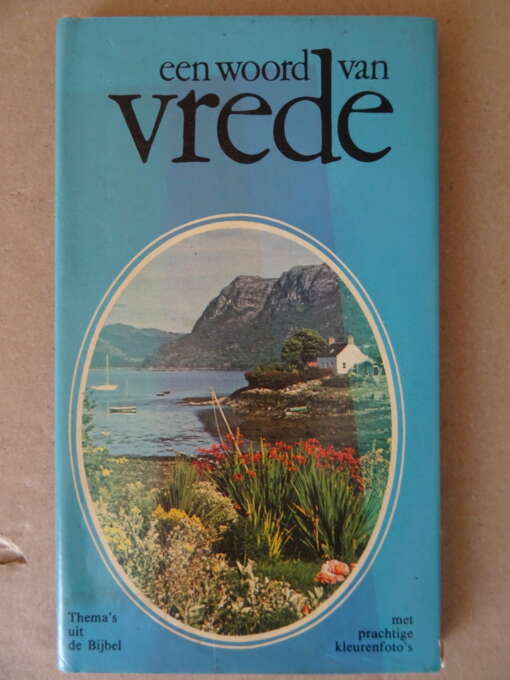 een woord van
vrede
Thema's
uit
de Bijbel
met
prachtige
kleurenfoto's